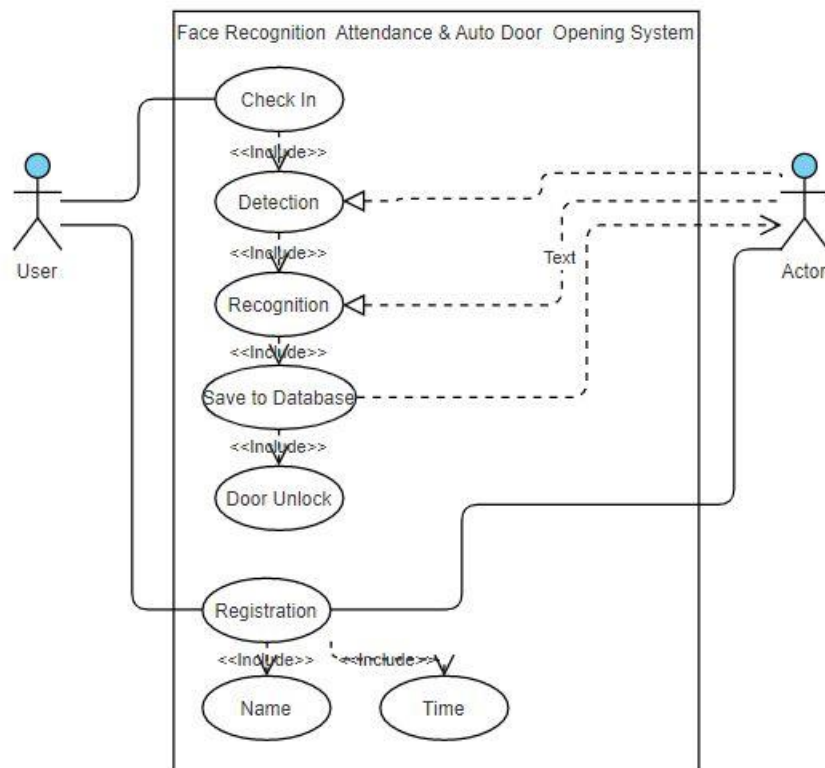 Face Recognition Attendance & Auto Door Opening System
Check In
<<Include>>
Detection
<<Include>>
User
Text
Actor
Recognition
<<Include>>
Save to Database
<<Include>>
Door Unlock
Registration
<<Include>>
<<Include>>
Name
Time